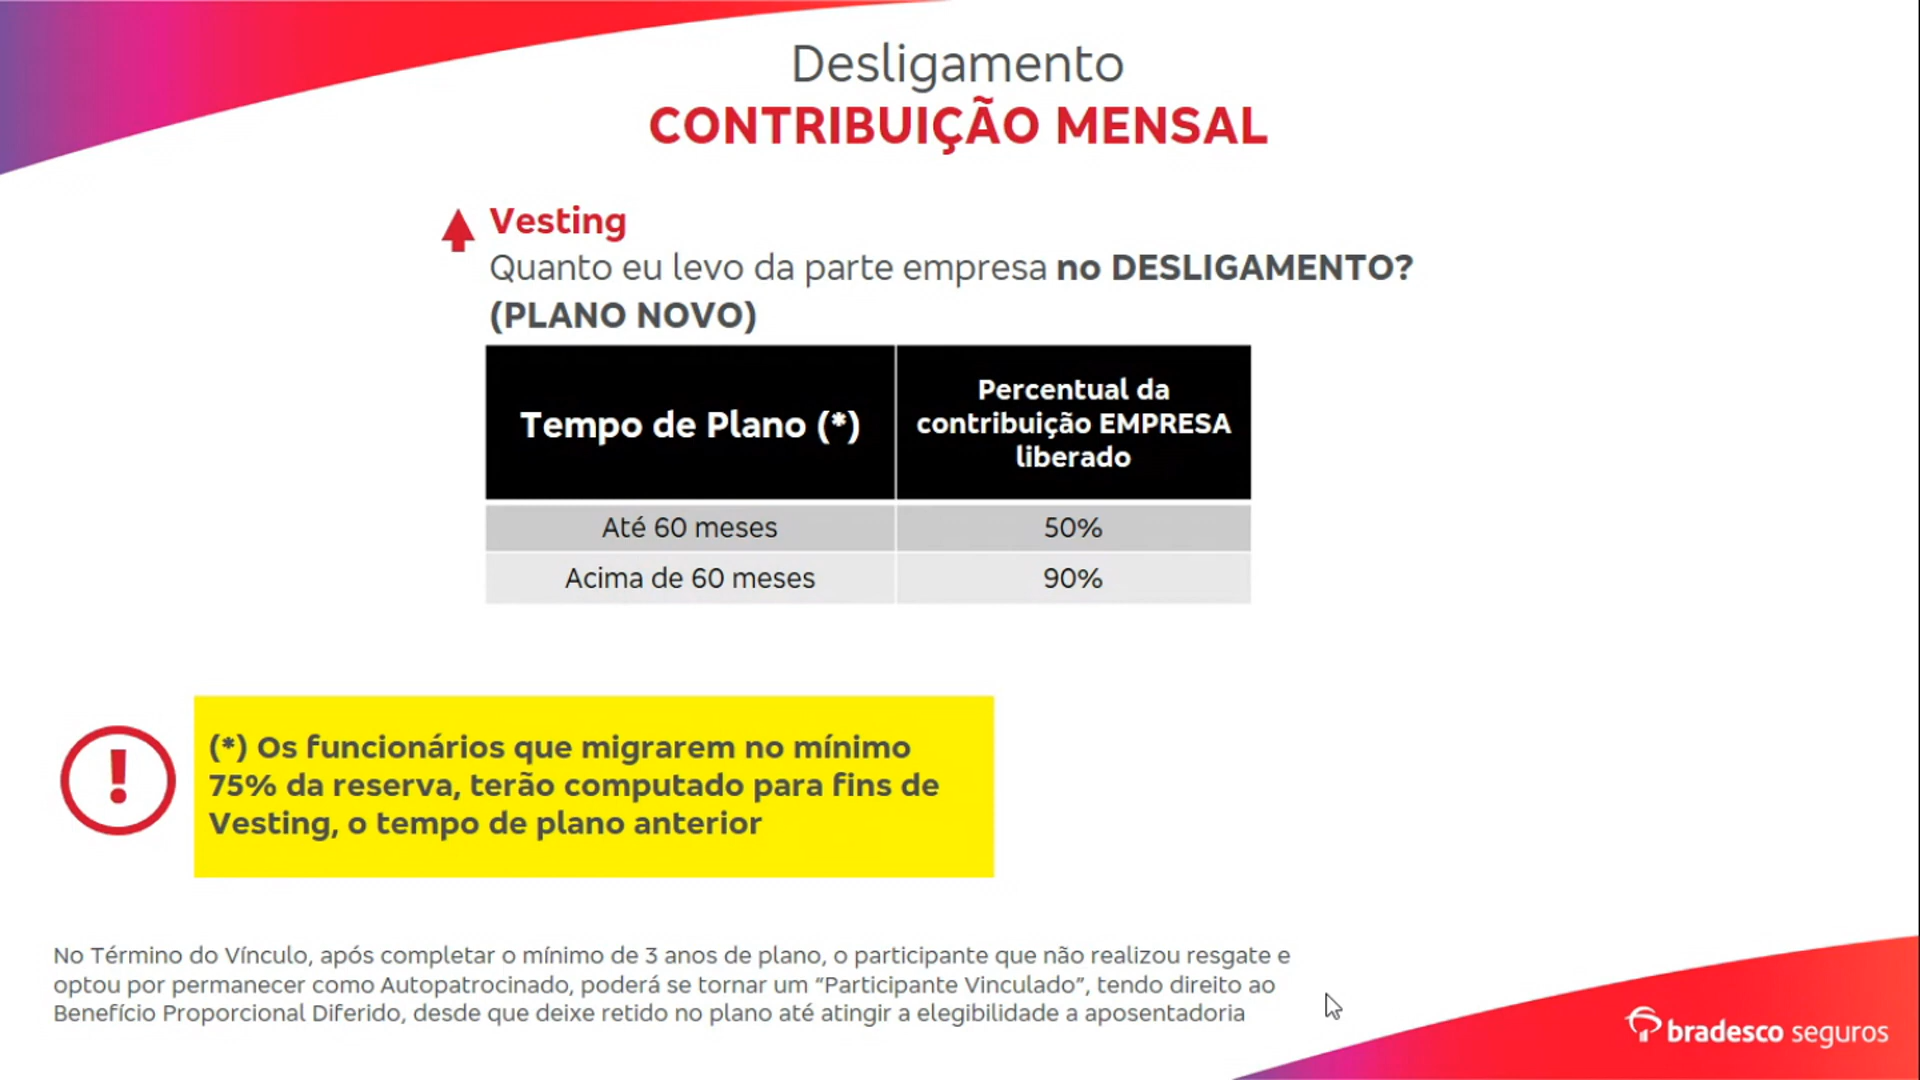 Desligamento
CONTRIBUIÇÃO MENSAL
Vesting
Quanto eu levo da parte empresa no DESLIGAMENTO?
(PLANO NOVO)
Tempo de Plano (*)
Percentual da
contribuição EMPRESA
liberado
Até 60 meses 50%
Acima de 60 meses 90%
!
(*) Os funcionários que migrarem no mínimo
75% da reserva, terão computado para fins de
Vesting, o tempo de plano anterior
No Término do Vínculo, após completar o mínimo de 3 anos de plano, o participante que não realizou resgate e
optou por permanecer como Autopatrocinado, poderá se tornar um “Participante Vinculado”, tendo direito ao
Benefício Proporcional Diferido, desde que deixe retido no plano até atingir a elegibilidade a aposentadoria
bradesco seguros